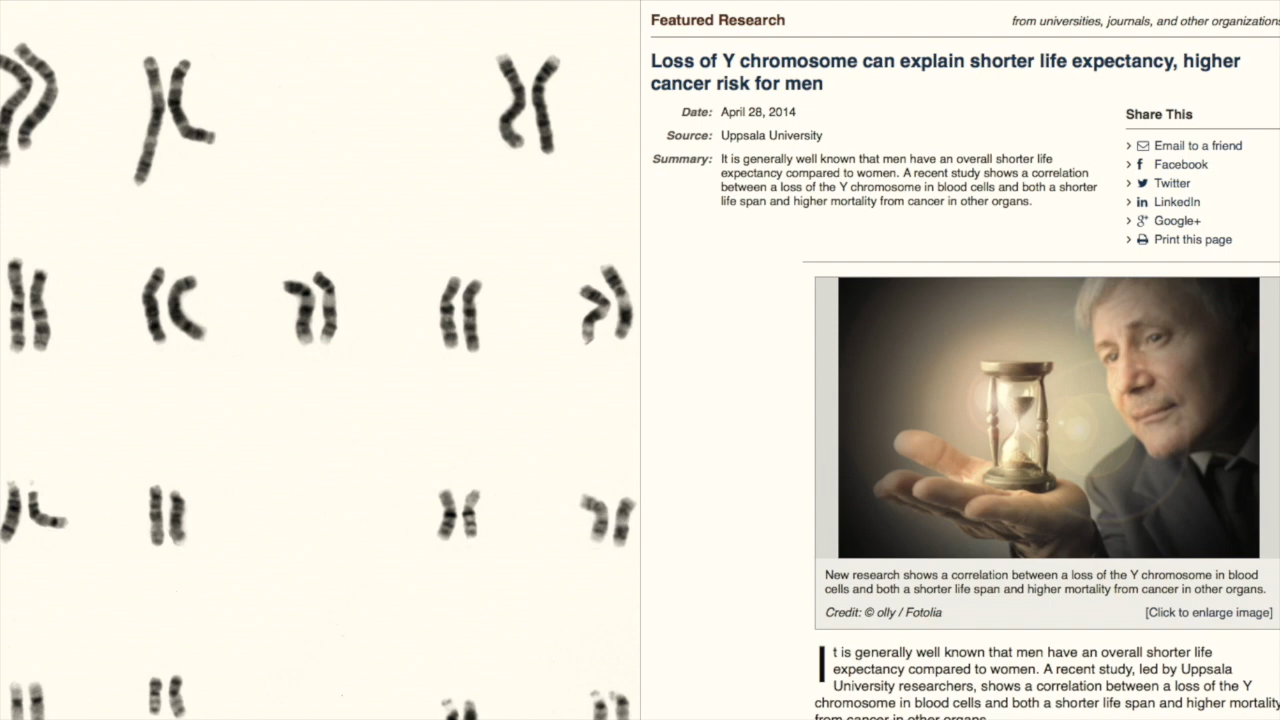 Featured Research
from universities, journals, and other organizations
Loss of Y chromosome can explain shorter life expectancy, higher
cancer risk for men
Date: April 28, 2014
Source: Uppsala University
Summary: It is generally well known that men have an overall shorter life
expectancy compared to women. A recent study shows a correlation
between a loss of the Y chromosome in blood cells and both a shorter
life span and higher mortality from cancer in other organs.
Share This
Email to a friend
Facebook
Twitter
LinkedIn
Google+
Print this page
New research shows a correlation between a loss of the Y chromosome in blood
cells and both a shorter life span and higher mortality from cancer in other organs.
Credit: © olly / Fotolia
[Click to enlarge image]
It is generally well known that men have an overall shorter life
expectancy compared to women. A recent study, led by Uppsala
University researchers, shows a correlation between a loss of the Y
chromosome in blood cells and both a shorter life span and higher mortality
from cancer in other organs.